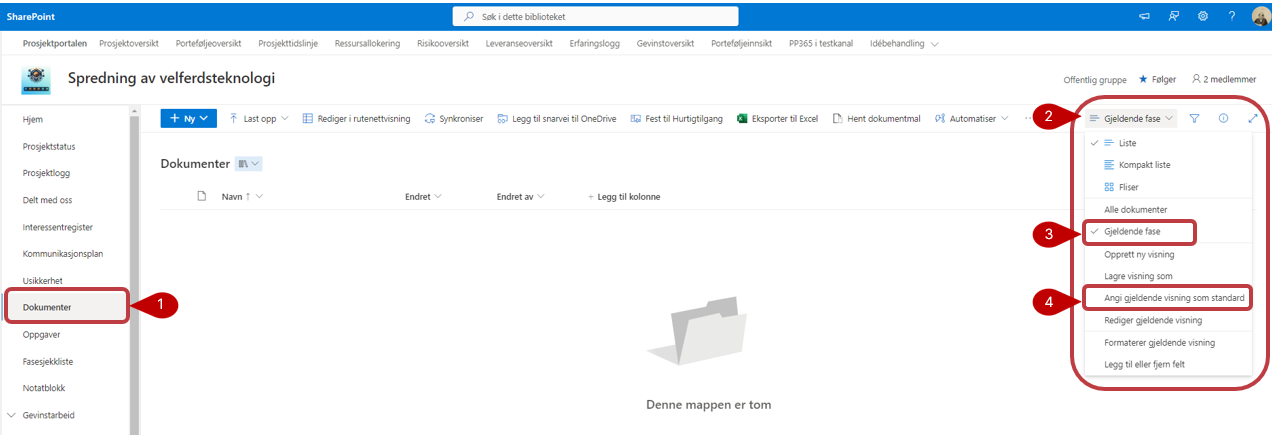 SharePoint
Søk i dette biblioteket
?
Prosjektportalen Prosjektoversikt Porteføljeoversikt Prosjekttidslinje Ressursallokering Risikooversikt Leveranseoversikt Erfaringslogg Gevinstoversikt Porteføljeinnsikt PP365 i testkanal Idébehandling
Spredning av velferdsteknologi
Offentlig gruppe ★ Følger 2 medlemmer
Hjem
Prosjektstatus
Prosjektlogg
Delt med oss
Interessentregister
Kommunikasjonsplan
Usikkerhet
Dokumenter
Oppgaver
Fasesjekkliste
Notatblokk
Gevinstarbeid
1
+ Ny Last opp Rediger i rutenettvisning Synkroniser Legg til snarvei til OneDrive Fest til Hurtigtilgang Eksporter til Excel Hent dokumentmal Automatiser ...
Dokumenter
Navn ↑ Endret Endret av + Legg til kolonne
Denne mappen er tom
2
Gjeldende fase
Liste
Kompakt liste
Fliser
Alle dokumenter
3
Gjeldende fase
Opprett ny visning
Lagre visning som
4
Angi gjeldende visning som standard
Rediger gjeldende visning
Formaterer gjeldende visning
Legg til eller fjern felt